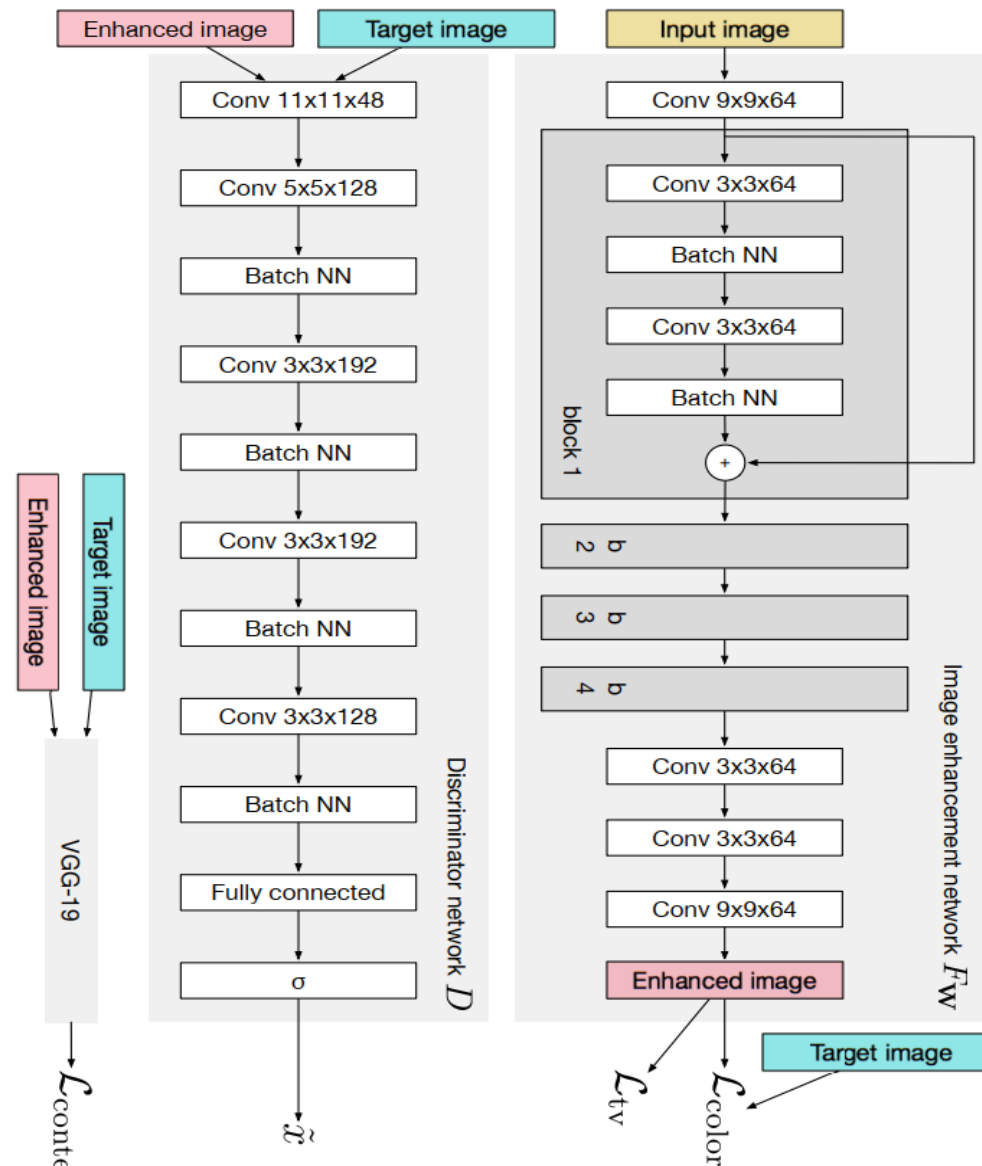 Enhanced image
Target image
Conv 11x11x48
Conv 5x5x128
Batch NN
Conv 3x3x192
Batch NN
Conv 3x3x192
Batch NN
Conv 3x3x128
Batch NN
Fully connected
σ
x̃
Discriminator network D
Input image
Conv 9x9x64
Conv 3x3x64
Batch NN
Conv 3x3x64
Batch NN
+
block 1
b 2
b 3
b 4
Conv 3x3x64
Conv 3x3x64
Conv 9x9x64
Enhanced image
Image enhancement network F_W
Target image
ℒ_tv
ℒ_color
Target image
Enhanced image
VGG-19
ℒ_conte